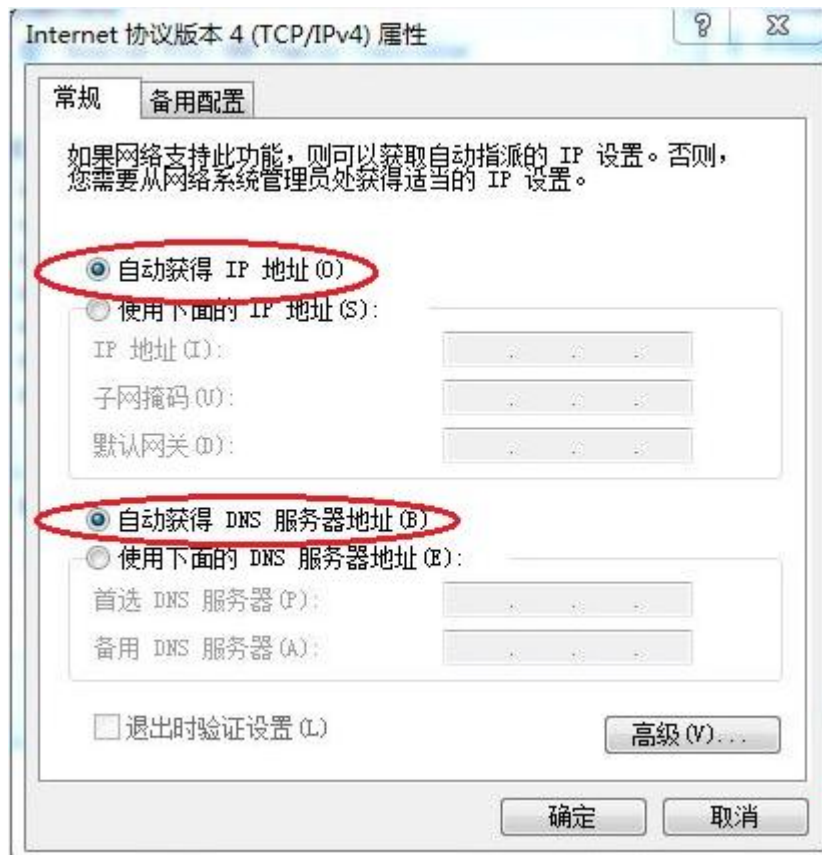 Internet 协议版本 4 (TCP/IPv4) 属性
常规
备用配置
如果网络支持此功能，则可以获取自动指派的 IP 设置。否则，
您需要从网络系统管理员处获得适当的 IP 设置。
自动获得 IP 地址(O)
使用下面的 IP 地址(S):
IP 地址(I):
子网掩码(U):
默认网关(D):
自动获得 DNS 服务器地址(B)
使用下面的 DNS 服务器地址(E):
首选 DNS 服务器(P):
备用 DNS 服务器(A):
退出时验证设置(L)
高级(V)...
确定
取消